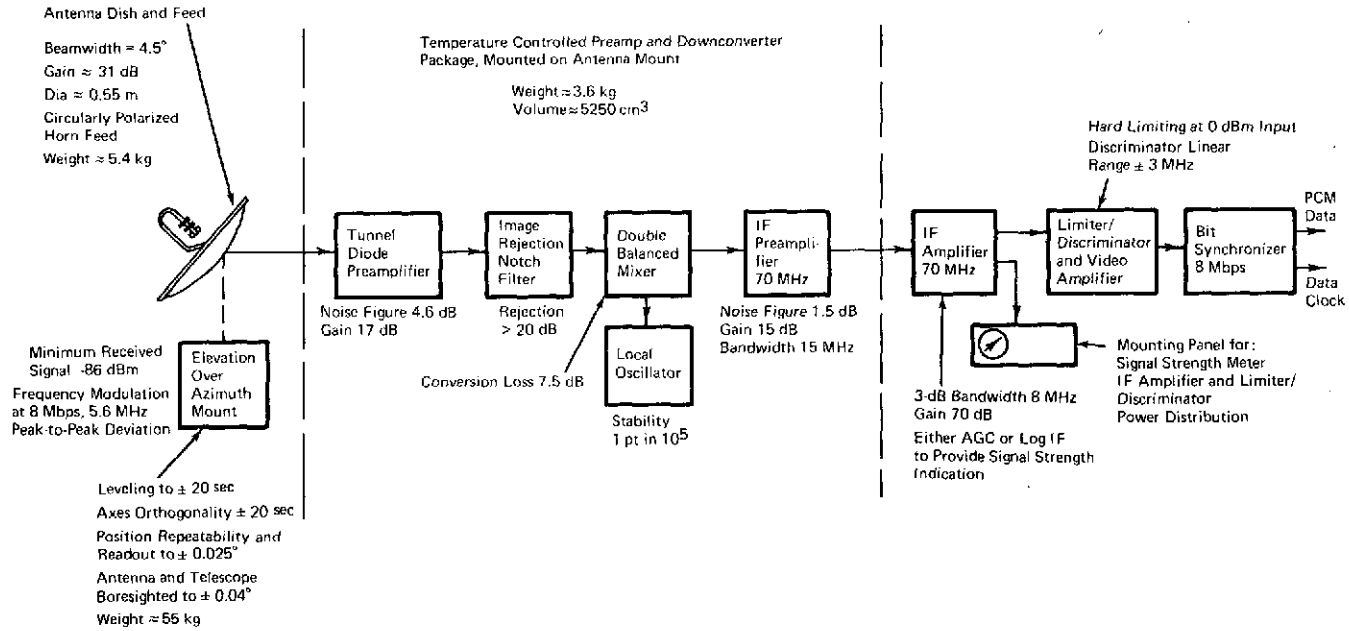 Antenna Dish and Feed
Beamwidth = 4.5°
Gain ≈ 31 dB
Dia ≈ 0.55 m
Circularly Polarized
Horn Feed
Weight ≈ 5.4 kg
Temperature Controlled Preamp and Downconverter
Package, Mounted on Antenna Mount
Weight ≈ 3.6 kg
Volume ≈ 5250 cm3
Hard Limiting at 0 dBm Input
Discriminator Linear
Range ± 3 MHz
Tunnel
Diode
Preamplifier
Noise Figure 4.6 dB
Gain 17 dB
Image
Rejection
Notch
Filter
Rejection
> 20 dB
Double
Balanced
Mixer
Conversion Loss 7.5 dB
Local
Oscillator
Stability
1 pt in 105
IF
Preampli-
fier
70 MHz
Noise Figure 1.5 dB
Gain 15 dB
Bandwidth 15 MHz
IF
Amplifier
70 MHz
3-dB Bandwidth 8 MHz
Gain 70 dB
Either AGC or Log IF
to Provide Signal Strength
Indication
Limiter/
Discriminator
and Video
Amplifier
Bit
Synchronizer
8 Mbps
PCM
Data
Data
Clock
Mounting Panel for:
Signal Strength Meter
IF Amplifier and Limiter/
Discriminator
Power Distribution
Minimum Received
Signal -86 dBm
Frequency Modulation
at 8 Mbps, 5.6 MHz
Peak-to-Peak Deviation
Elevation
Over
Azimuth
Mount
Leveling to ± 20 sec
Axes Orthogonality ± 20 sec
Position Repeatability and
Readout to ± 0.025°
Antenna and Telescope
Boresighted to ± 0.04°
Weight ≈ 55 kg